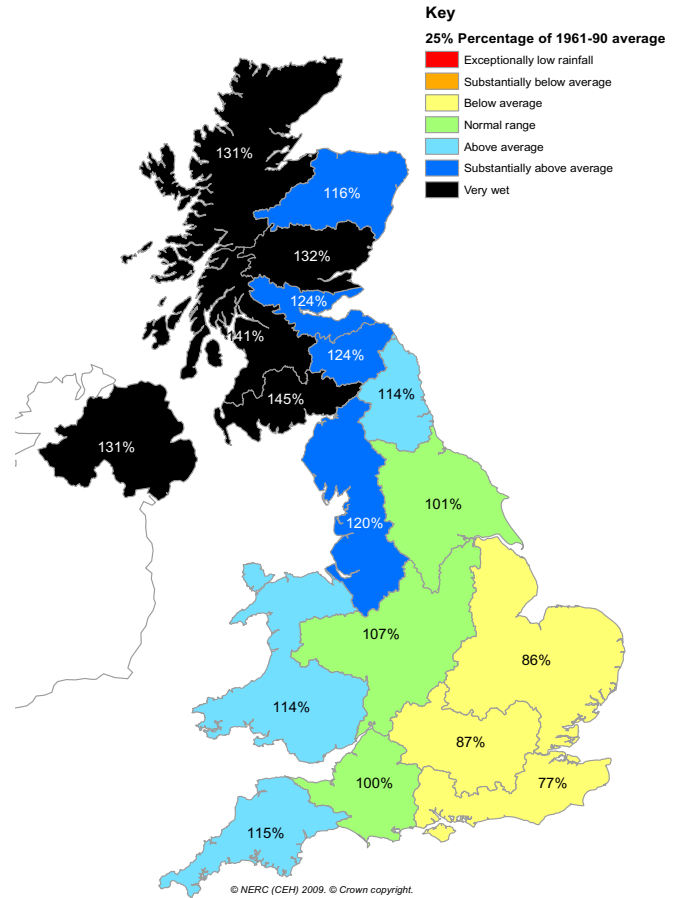 Key
25% Percentage of 1961-90 average
Exceptionally low rainfall
Substantially below average
Below average
Normal range
Above average
Substantially above average
Very wet
131%
116%
132%
124%
141%
124%
145%
114%
131%
101%
120%
107%
86%
114%
87%
77%
100%
115%
© NERC (CEH) 2009. © Crown copyright.